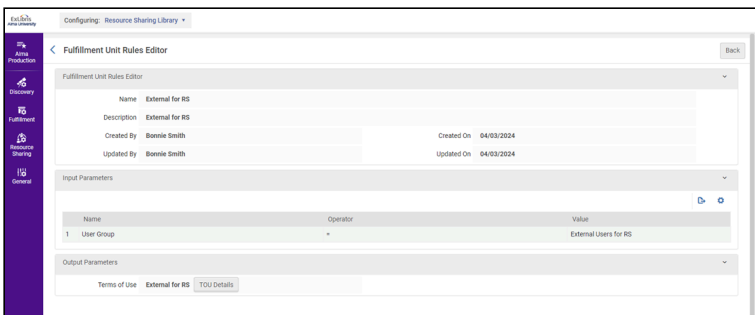 ExLibris
Alma University
Configuring: Resource Sharing Library
Alma Production
Discovery
Fulfillment
Resource Sharing
General
Fulfillment Unit Rules Editor
Back
Fulfillment Unit Rules Editor
Name External for RS
Description External for RS
Created By Bonnie Smith Created On 04/03/2024
Updated By Bonnie Smith Updated On 04/03/2024
Input Parameters
Name Operator Value
1 User Group = External Users for RS
Output Parameters
Terms of Use External for RS TOU Details